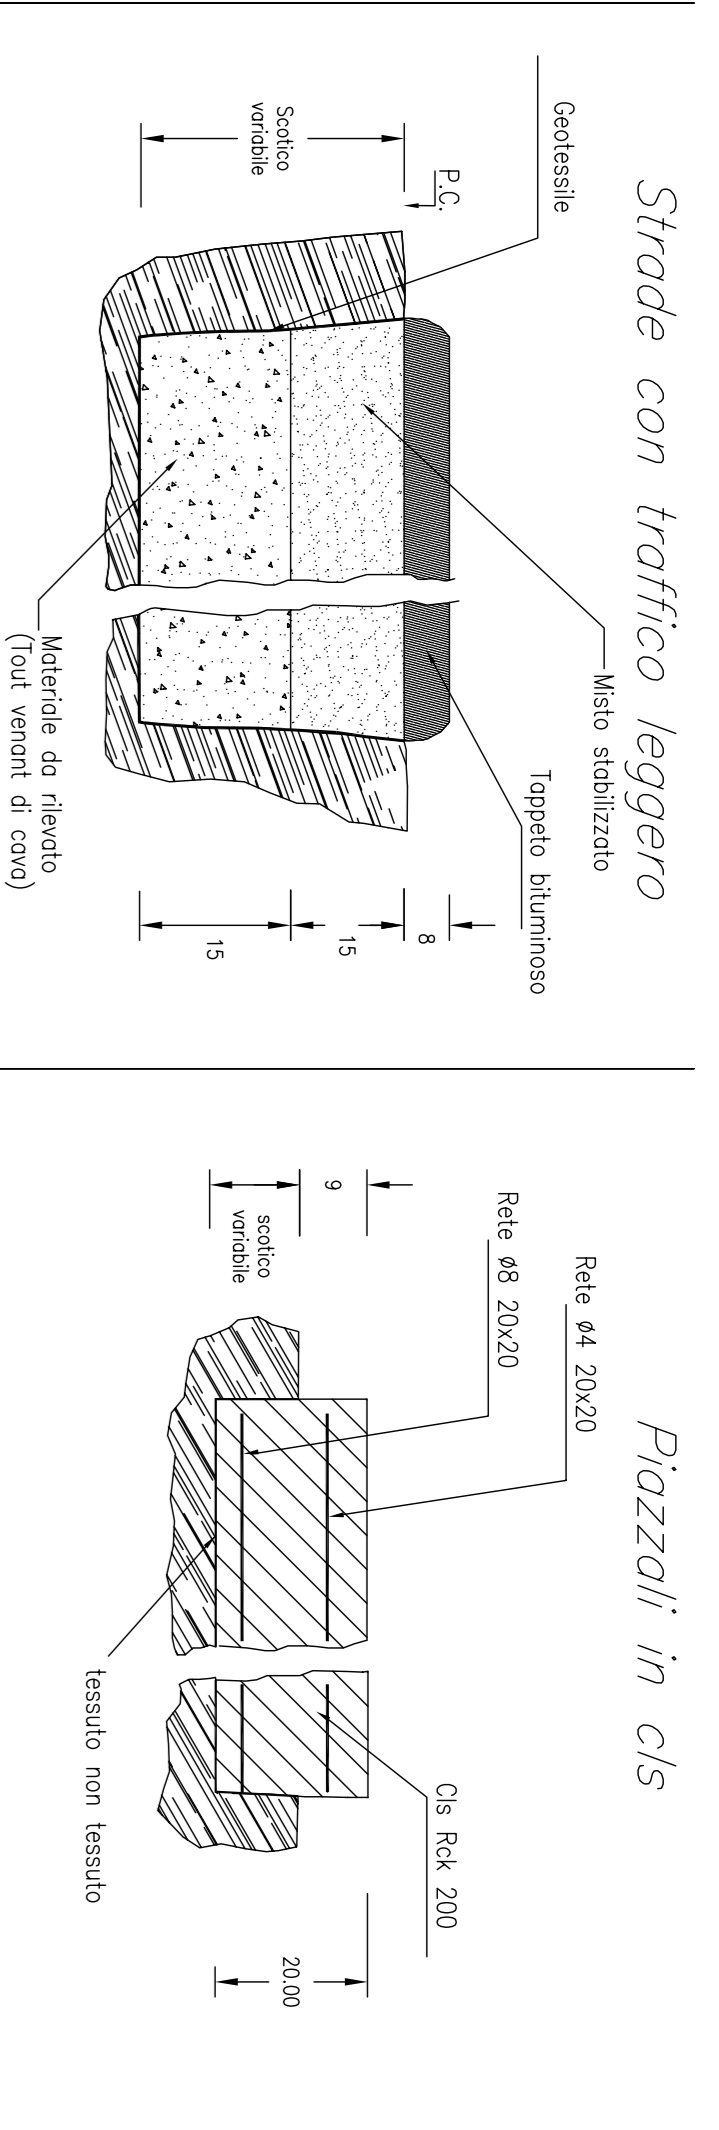 Strade con traffico leggero
Geotessile
P.C.
Scotico
variabile
Misto stabilizzato
Tappeto bituminoso
8
15
15
Materiale da rilevato
(Tout venant di cava)
Piazzali in cls
Rete ø4 20x20
Rete ø8 20x20
9
scotico
variabile
Cls Rck 200
20.00
tessuto non tessuto